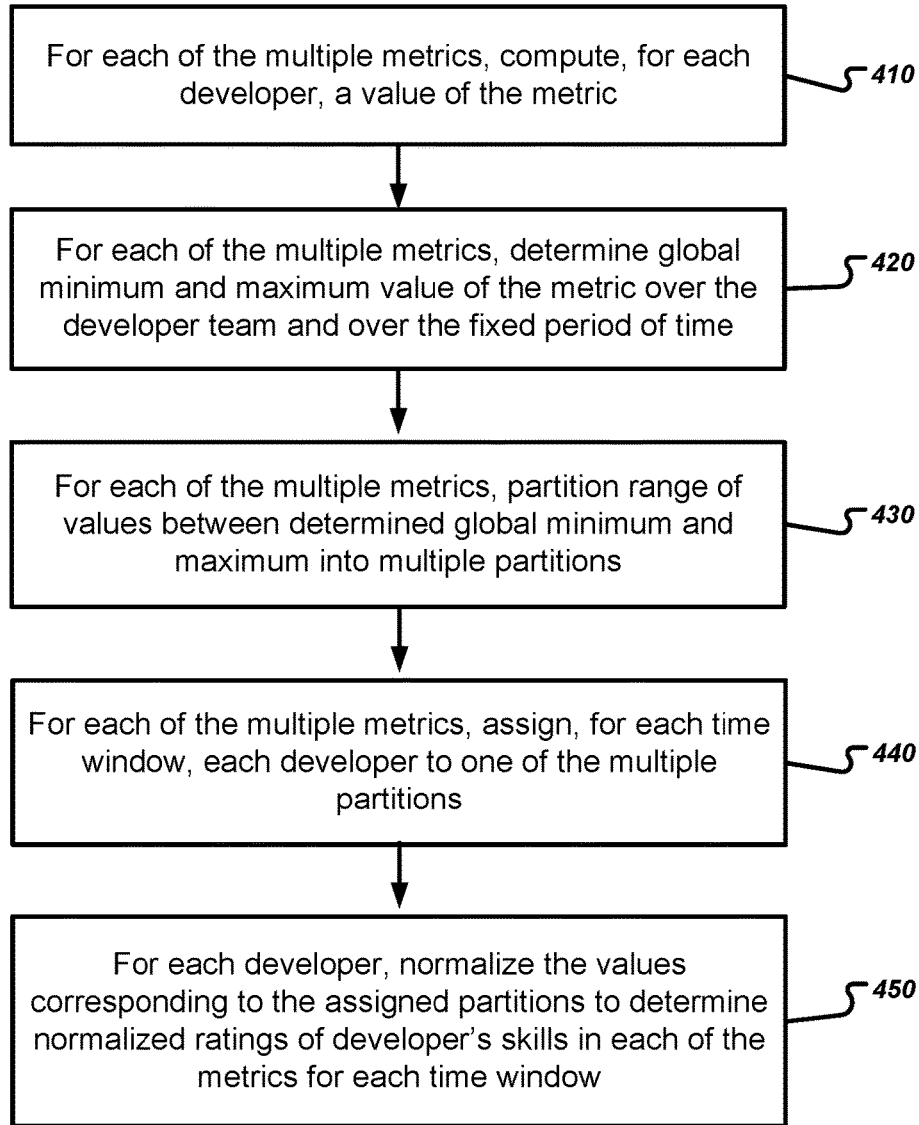 For each of the multiple metrics, compute, for each
developer, a value of the metric
410
For each of the multiple metrics, determine global
minimum and maximum value of the metric over the
developer team and over the fixed period of time
420
For each of the multiple metrics, partition range of
values between determined global minimum and
maximum into multiple partitions
430
For each of the multiple metrics, assign, for each time
window, each developer to one of the multiple
partitions
440
For each developer, normalize the values
corresponding to the assigned partitions to determine
normalized ratings of developer's skills in each of the
metrics for each time window
450